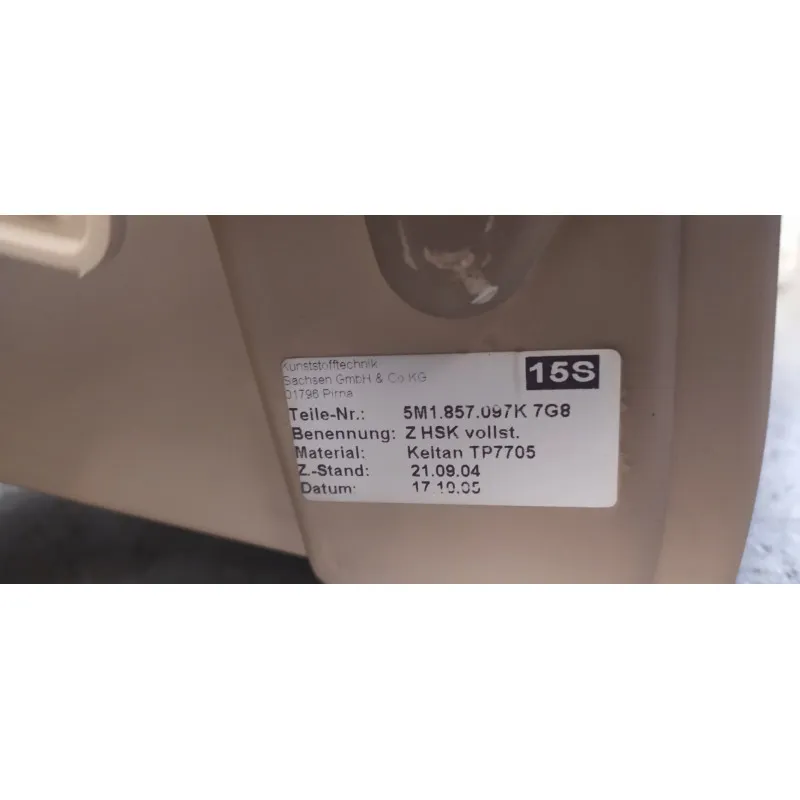 Kunststofftechnik
Sachsen GmbH & Co KG
01796 Pirna
15S
Teile-Nr.: 5M1.857.097K 7G8
Benennung: Z HSK vollst.
Material: Keltan TP7705
Z.-Stand: 21.09.04
Datum: 17.10.05